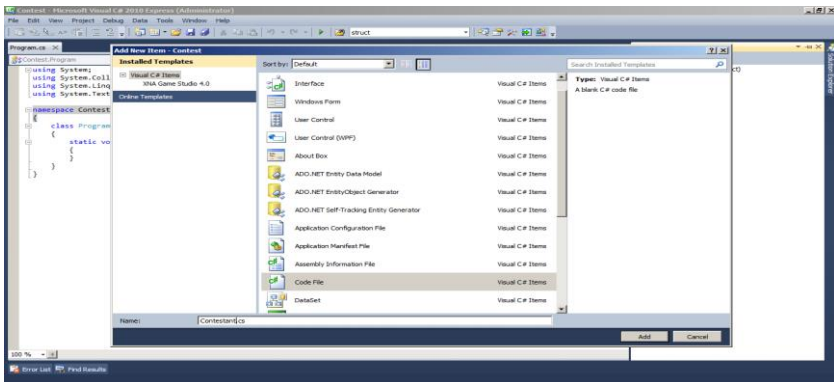 Contest - Microsoft Visual C# 2010 Express (Administrator)
File Edit View Project Debug Data Tools Window Help
struct
Program.cs
Contest.Program
using System;
using System.Coll
using System.Linq
using System.Text
namespace Contest
{
class Program
{
static vo
{
}
}
}
100 %
Error List Find Results
Solution Explorer
ct)
Add New Item - Contest
Installed Templates
Visual C# Items
XNA Game Studio 4.0
Online Templates
Sort by: Default
Search Installed Templates
Interface Visual C# Items
Windows Form Visual C# Items
User Control Visual C# Items
User Control (WPF) Visual C# Items
About Box Visual C# Items
ADO.NET Entity Data Model Visual C# Items
ADO.NET EntityObject Generator Visual C# Items
ADO.NET Self-Tracking Entity Generator Visual C# Items
Application Configuration File Visual C# Items
Application Manifest File Visual C# Items
Assembly Information File Visual C# Items
Code File Visual C# Items
DataSet Visual C# Items
Type: Visual C# Items
A blank C# code file
Name: Contestant.cs
Add Cancel